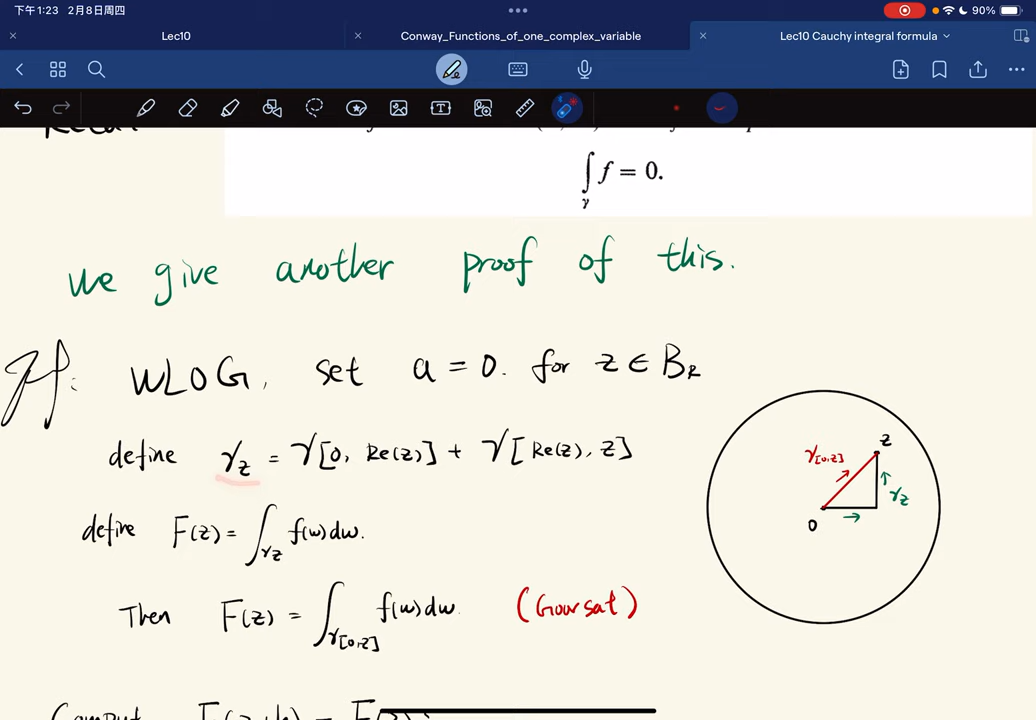 下午1:23 2月8日周四
90%
Lec10
Conway_Functions_of_one_complex_variable
Lec10 Cauchy integral formula
∫_γ f = 0.
we give another proof of this.
Pf: WLOG, set a = 0. for z ∈ B_R
define γ_z = γ[0, Re(z)] + γ[Re(z), z]
define F(z) = ∫_{γ_z} f(w)dw.
Then F(z) = ∫_{γ[0,z]} f(w)dw. (Goursat)
z
γ[0,z]
γ_z
0